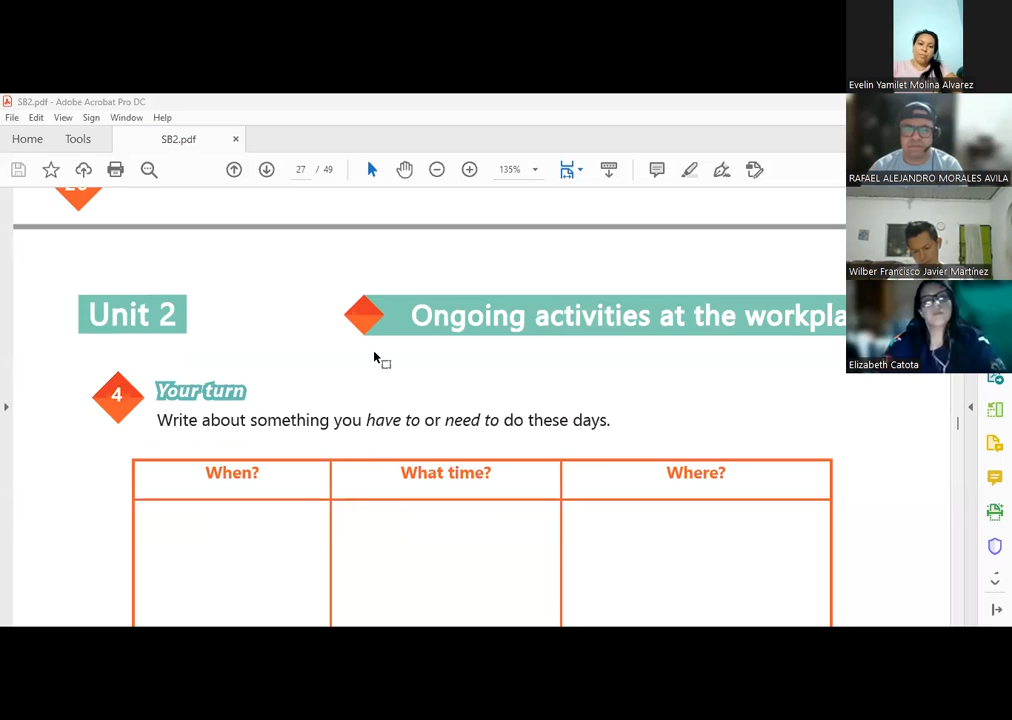 Evelin Yamilet Molina Alvarez
SB2.pdf - Adobe Acrobat Pro DC
File Edit View Sign Window Help
Home Tools SB2.pdf ×
27 / 49 135%
RAFAEL ALEJANDRO MORALES AVILA
Wilber Francisco Javier Martínez
Elizabeth Catota
Unit 2
Ongoing activities at the workpla
4 Your turn
Write about something you have to or need to do these days.
When? What time? Where?